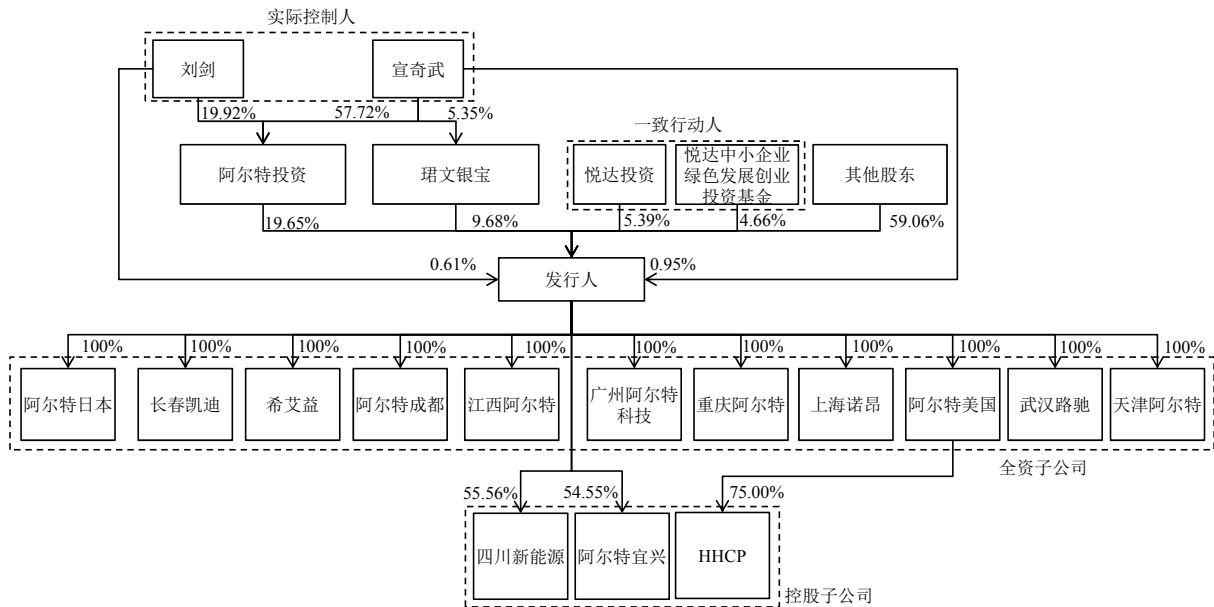 实际控制人
刘剑
宣奇武
19.92%
57.72%
5.35%
一致行动人
阿尔特投资
珺文银宝
悦达投资
悦达中小企业
绿色发展创业
投资基金
其他股东
19.65%
9.68%
5.39%
4.66%
59.06%
0.61%
发行人
0.95%
100%
100%
100%
100%
100%
100%
100%
100%
100%
100%
100%
阿尔特日本
长春凯迪
希艾益
阿尔特成都
江西阿尔特
广州阿尔特
科技
重庆阿尔特
上海诺昂
阿尔特美国
武汉路驰
天津阿尔特
全资子公司
55.56%
54.55%
75.00%
四川新能源
阿尔特宜兴
HHCP
控股子公司